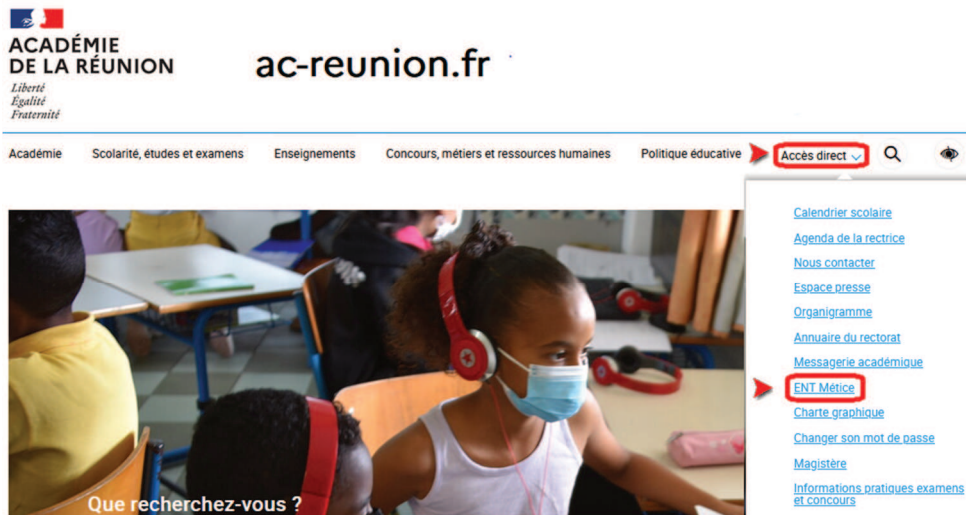 ACADÉMIE
DE LA RÉUNION
Liberté
Égalité
Fraternité
ac-reunion.fr
Académie
Scolarité, études et examens
Enseignements
Concours, métiers et ressources humaines
Politique éducative
Accès direct
Calendrier scolaire
Agenda de la rectrice
Nous contacter
Espace presse
Organigramme
Annuaire du rectorat
Messagerie académique
ENT Métice
Charte graphique
Changer son mot de passe
Magistère
Informations pratiques examens
et concours
Que recherchez-vous ?